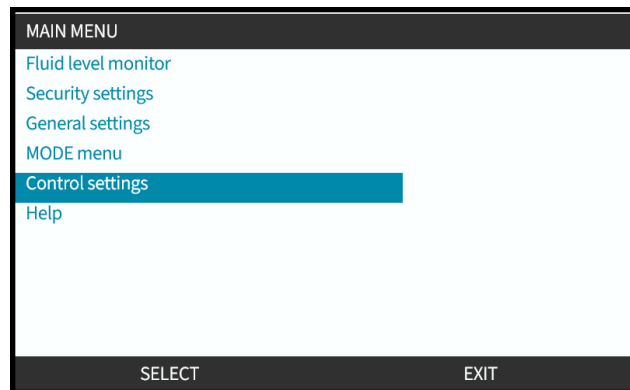 MAIN MENU
Fluid level monitor
Security settings
General settings
MODE menu
Control settings
Help
SELECT EXIT